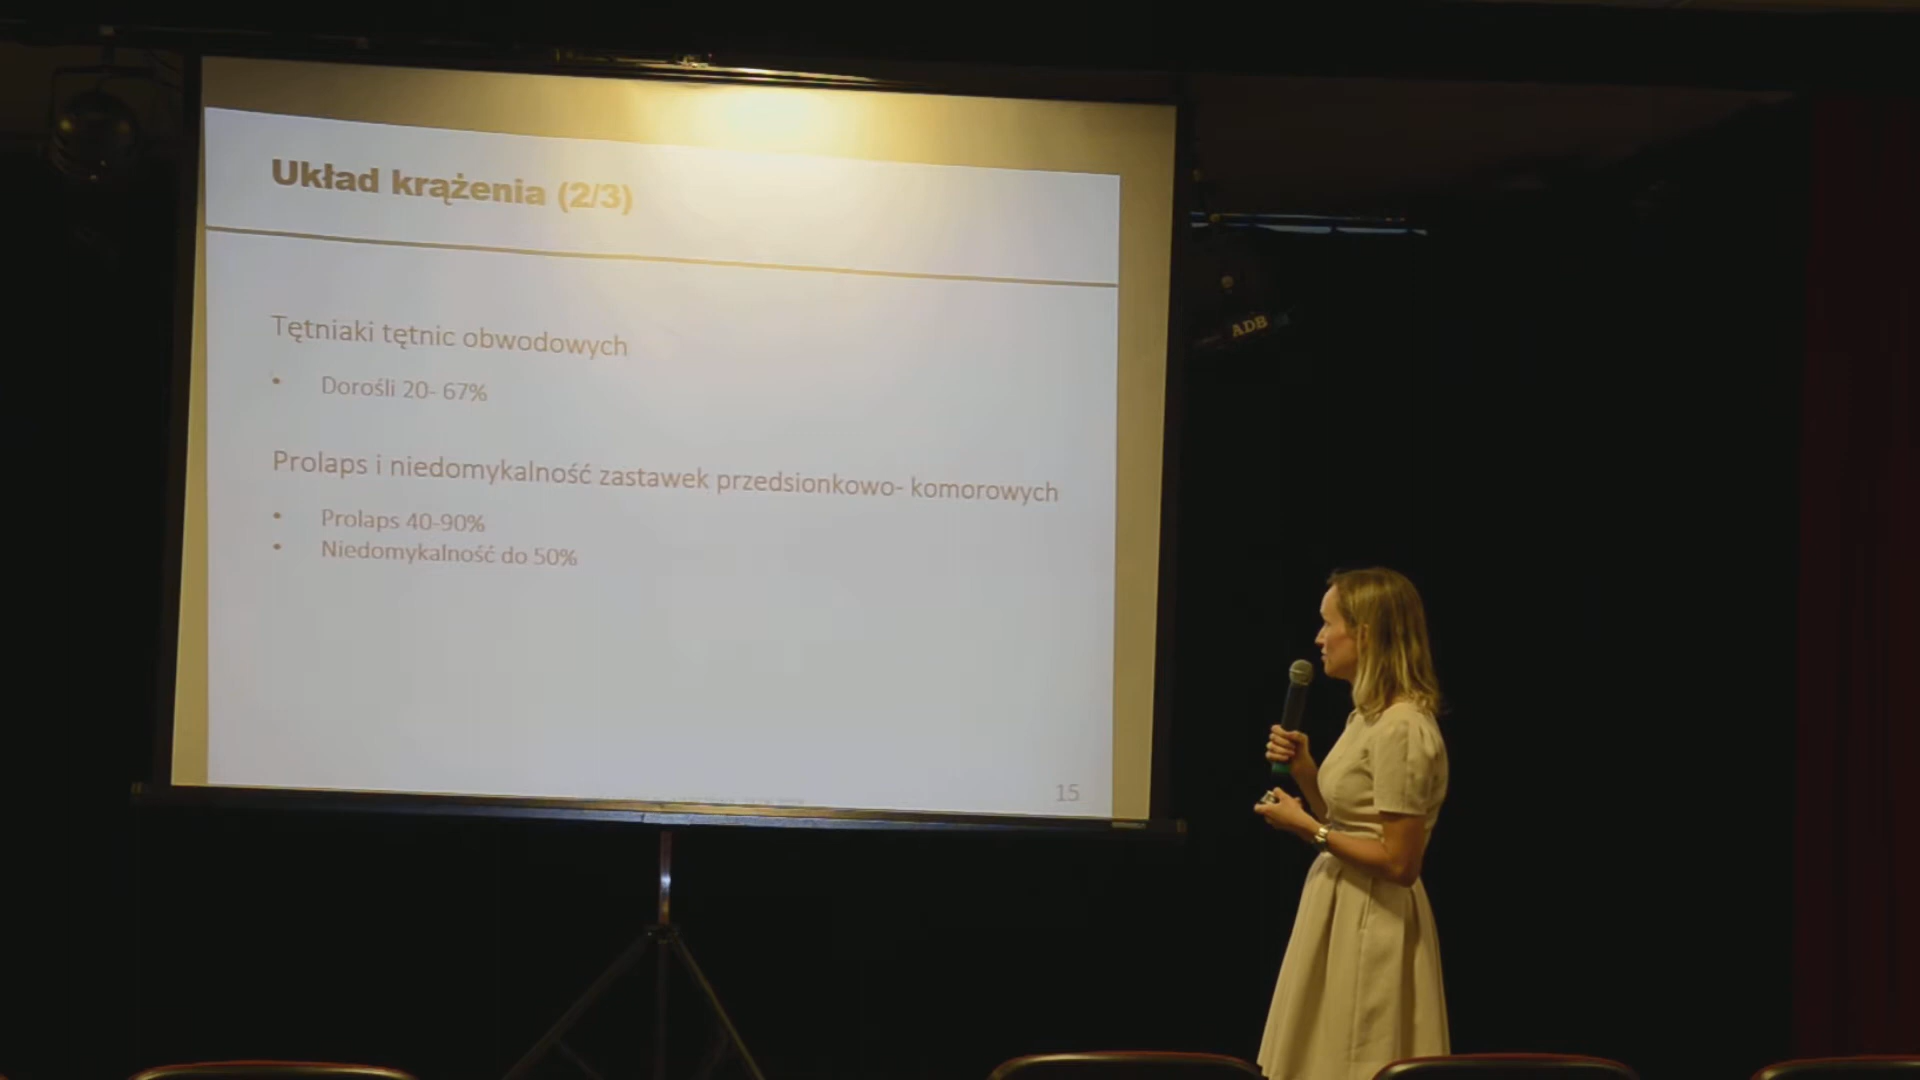 Układ krążenia (2/3)
Tętniaki tętnic obwodowych
• Dorośli 20- 67%
Prolaps i niedomykalność zastawek przedsionkowo- komorowych
• Prolaps 40-90%
• Niedomykalność do 50%
15
ADB